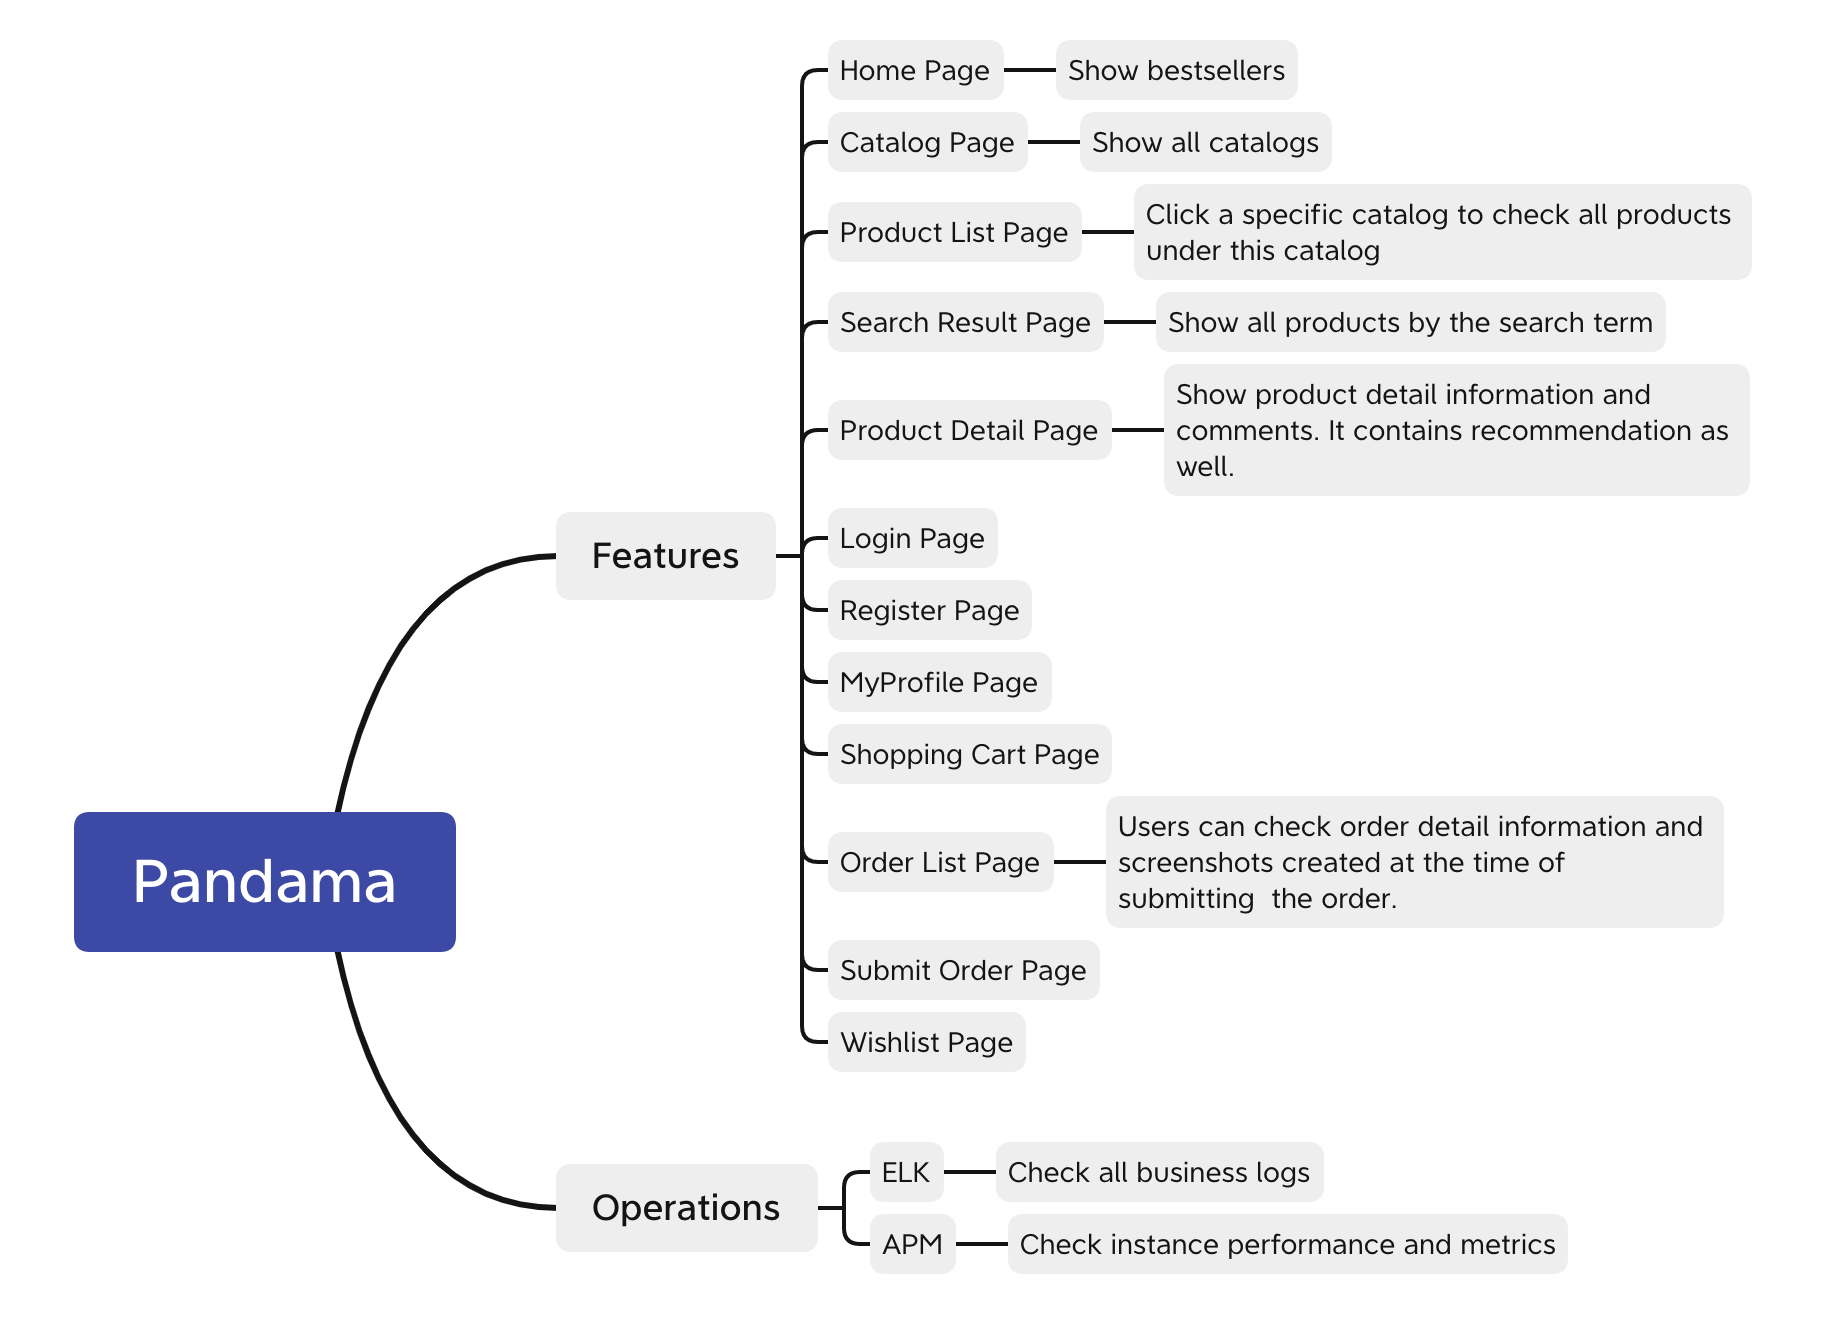 Home Page
Show bestsellers
Catalog Page
Show all catalogs
Product List Page
Click a specific catalog to check all products
under this catalog
Search Result Page
Show all products by the search term
Product Detail Page
Show product detail information and
comments. It contains recommendation as
well.
Features
Login Page
Register Page
MyProfile Page
Shopping Cart Page
Order List Page
Users can check order detail information and
screenshots created at the time of
submitting  the order.
Pandama
Submit Order Page
Wishlist Page
Operations
ELK
Check all business logs
APM
Check instance performance and metrics